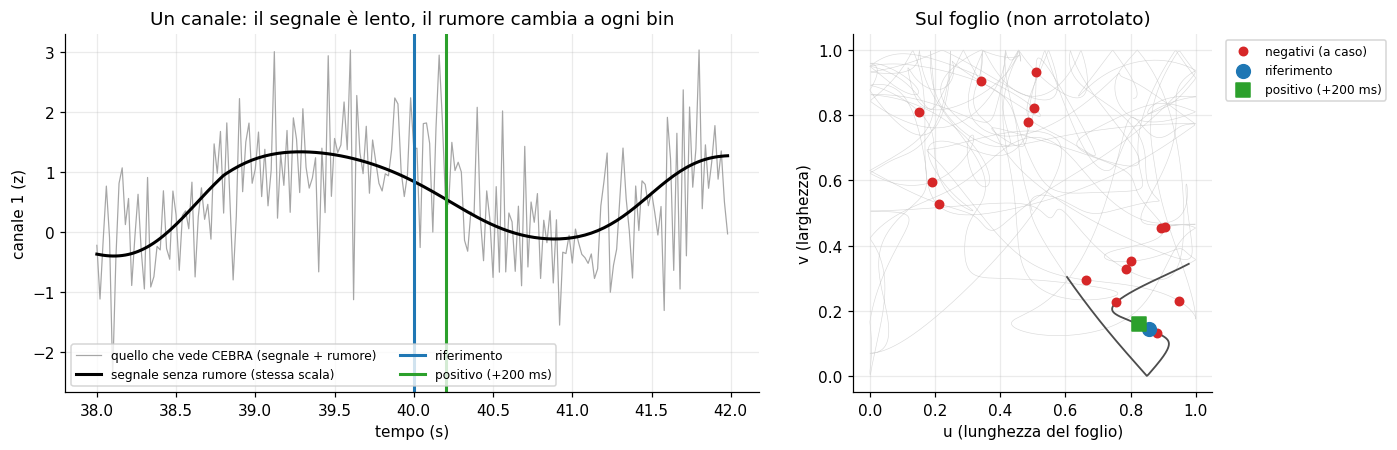 Un canale: il segnale è lento, il rumore cambia a ogni bin
3
2
1
0
−1
−2
canale 1 (z)
quello che vede CEBRA (segnale + rumore)
segnale senza rumore (stessa scala)
riferimento
positivo (+200 ms)
38.0 38.5 39.0 39.5 40.0 40.5 41.0 41.5 42.0
tempo (s)
Sul foglio (non arrotolato)
1.0
0.8
0.6
0.4
0.2
0.0
v (larghezza)
0.0 0.2 0.4 0.6 0.8 1.0
u (lunghezza del foglio)
negativi (a caso)
riferimento
positivo (+200 ms)